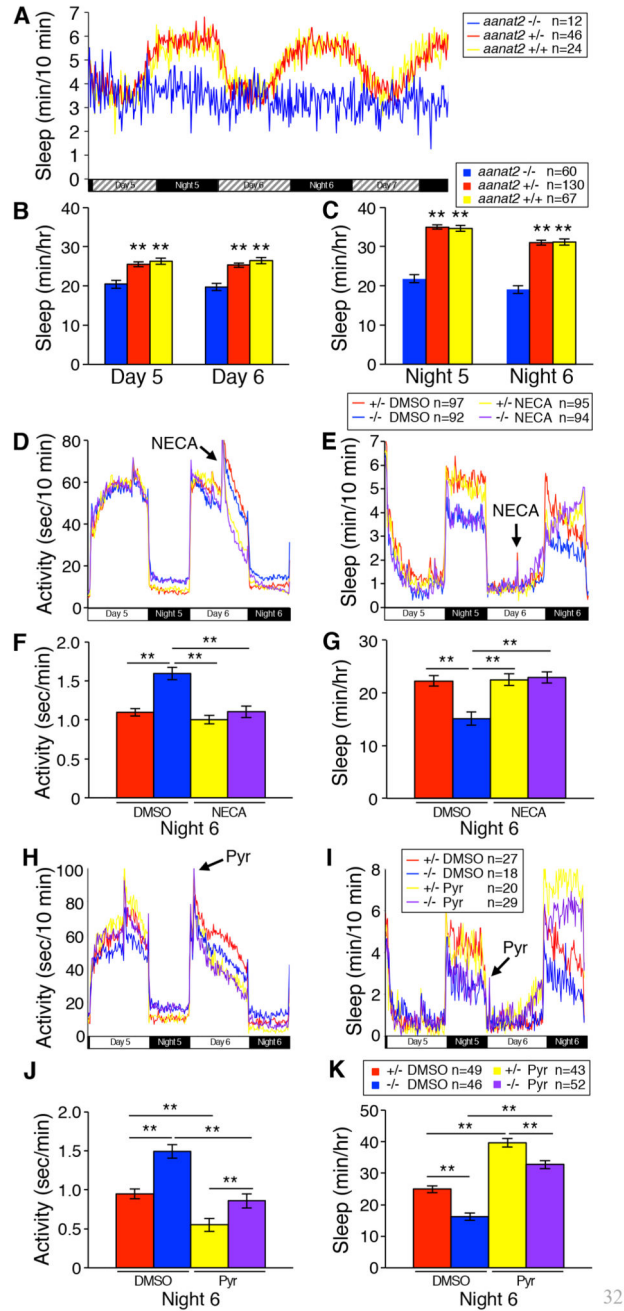 A
aanat2 -/- n=12
aanat2 +/- n=46
aanat2 +/+ n=24
Sleep (min/10 min)
7
6
5
4
3
2
1
0
Day 5 Night 5 Day 6 Night 6 Day 7
aanat2 -/- n=60
aanat2 +/- n=130
aanat2 +/+ n=67
B
Sleep (min/hr)
40
30
20
10
0
** ** ** **
Day 5 Day 6
C
Sleep (min/hr)
40
30
20
10
0
** ** ** **
Night 5 Night 6
+/- DMSO n=97 +/- NECA n=95
-/- DMSO n=92 -/- NECA n=94
D
Activity (sec/10 min)
80
60
40
20
0
NECA
Day 5 Night 5 Day 6 Night 6
E
Sleep (min/10 min)
7
6
5
4
3
2
1
0
NECA
Day 5 Night 5 Day 6 Night 6
F
Activity (sec/min)
2.0
1.5
1.0
0.5
0
**
** **
DMSO NECA
Night 6
G
Sleep (min/hr)
30
20
10
0
**
** **
DMSO NECA
Night 6
H
Activity (sec/10 min)
100
80
60
40
20
0
Pyr
Day 5 Night 5 Day 6 Night 6
I
+/- DMSO n=27
-/- DMSO n=18
+/- Pyr n=20
-/- Pyr n=29
Sleep (min/10 min)
8
6
4
2
0
Pyr
Day 5 Night 5 Day 6 Night 6
+/- DMSO n=49 +/- Pyr n=43
-/- DMSO n=46 -/- Pyr n=52
J
Activity (sec/min)
2.0
1.5
1.0
0.5
0
**
** **
**
DMSO Pyr
Night 6
K
Sleep (min/hr)
50
40
30
20
10
0
**
** **
**
DMSO Pyr
Night 6
32